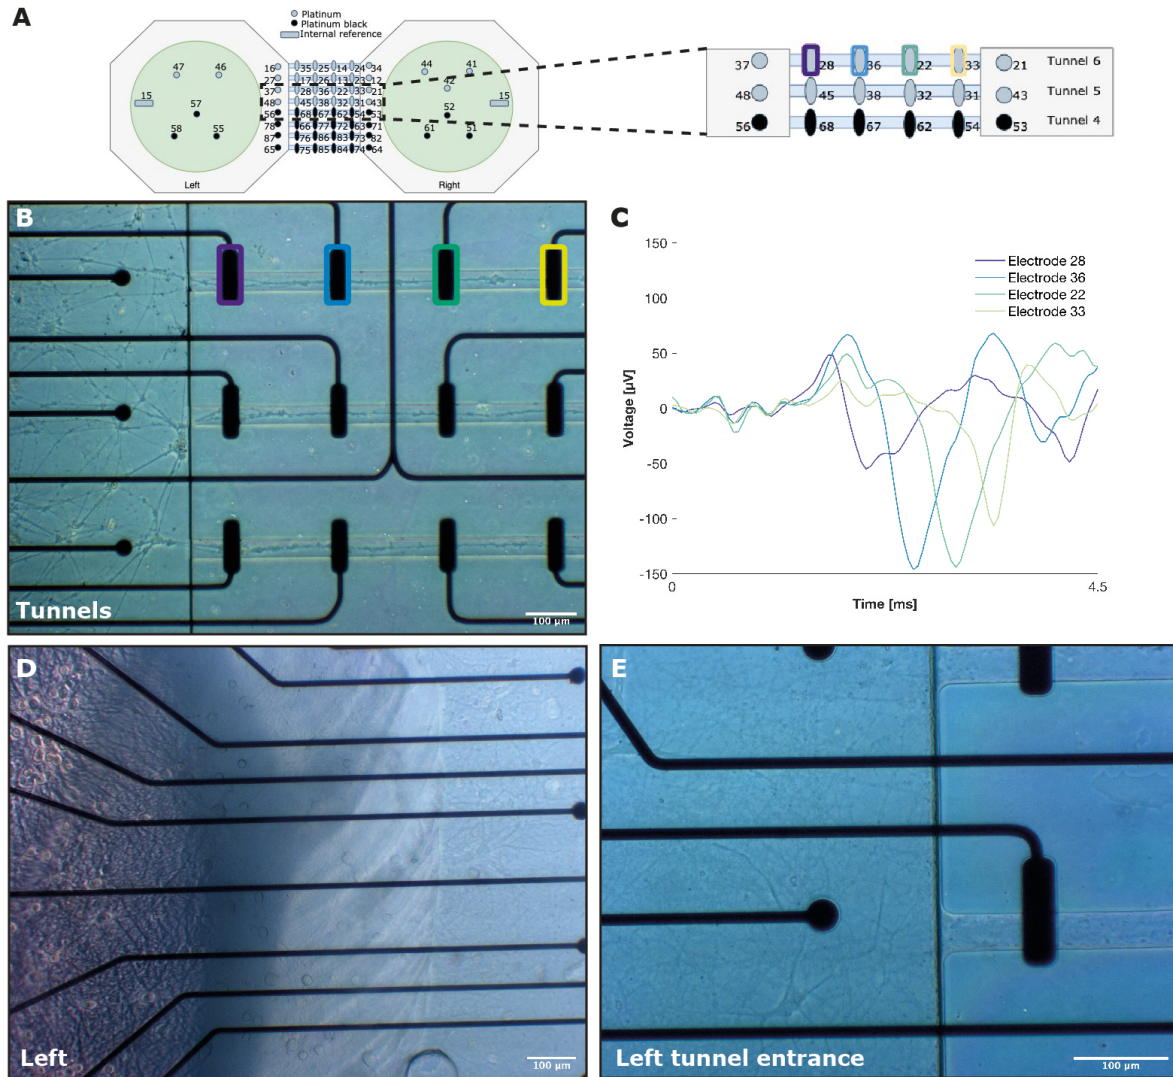 A
Platinum
Platinum black
Internal reference
47 46
15
57
58 55
Left
16 35 25 14 24 34
27 17 26 13 23 12
37 28 36 22 33 21
48 45 38 32 31 43
56 68 67 62 54 53
78 66 77 72 63 71
87 76 86 83 73 82
65 75 85 84 74 64
44 41
42
15
52
61 51
Right
37 28 36 22 33 21 Tunnel 6
48 45 38 32 31 43 Tunnel 5
56 68 67 62 54 53 Tunnel 4
B
Tunnels
100 µm
C
150
100
50
0
-50
-100
-150
Voltage [µV]
Electrode 28
Electrode 36
Electrode 22
Electrode 33
0 4.5
Time [ms]
D
Left
100 µm
E
Left tunnel entrance
100 µm